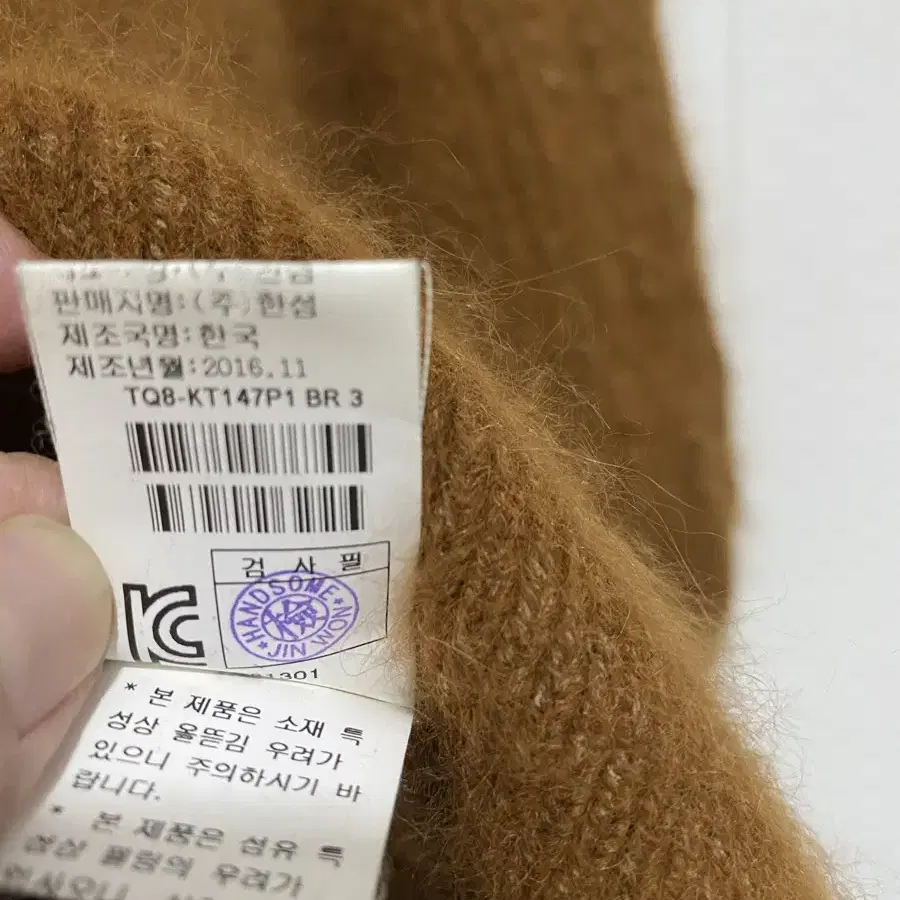 판매자명:(주)한섬
제조국명:한국
제조년월:2016.11
TQ8-KT147P1 BR 3
검 사 필
HANDSOME
JIN WON
KC
1301
* 본 제품은 소재 특
성상 올뜯김 우려가
있으니 주의하시기 바
랍니다.
* 본 제품은 섬유 특
성상 필링의 우려가